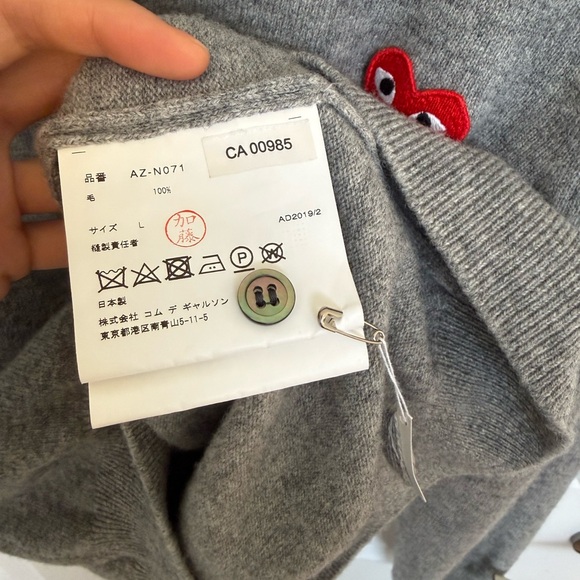 品番 AZ-N071
CA 00985
毛 100%
サイズ L
加藤
AD2019/2
縫製責任者
P W
日本製
株式会社 コム デ ギャルソン
東京都港区南青山5-11-5